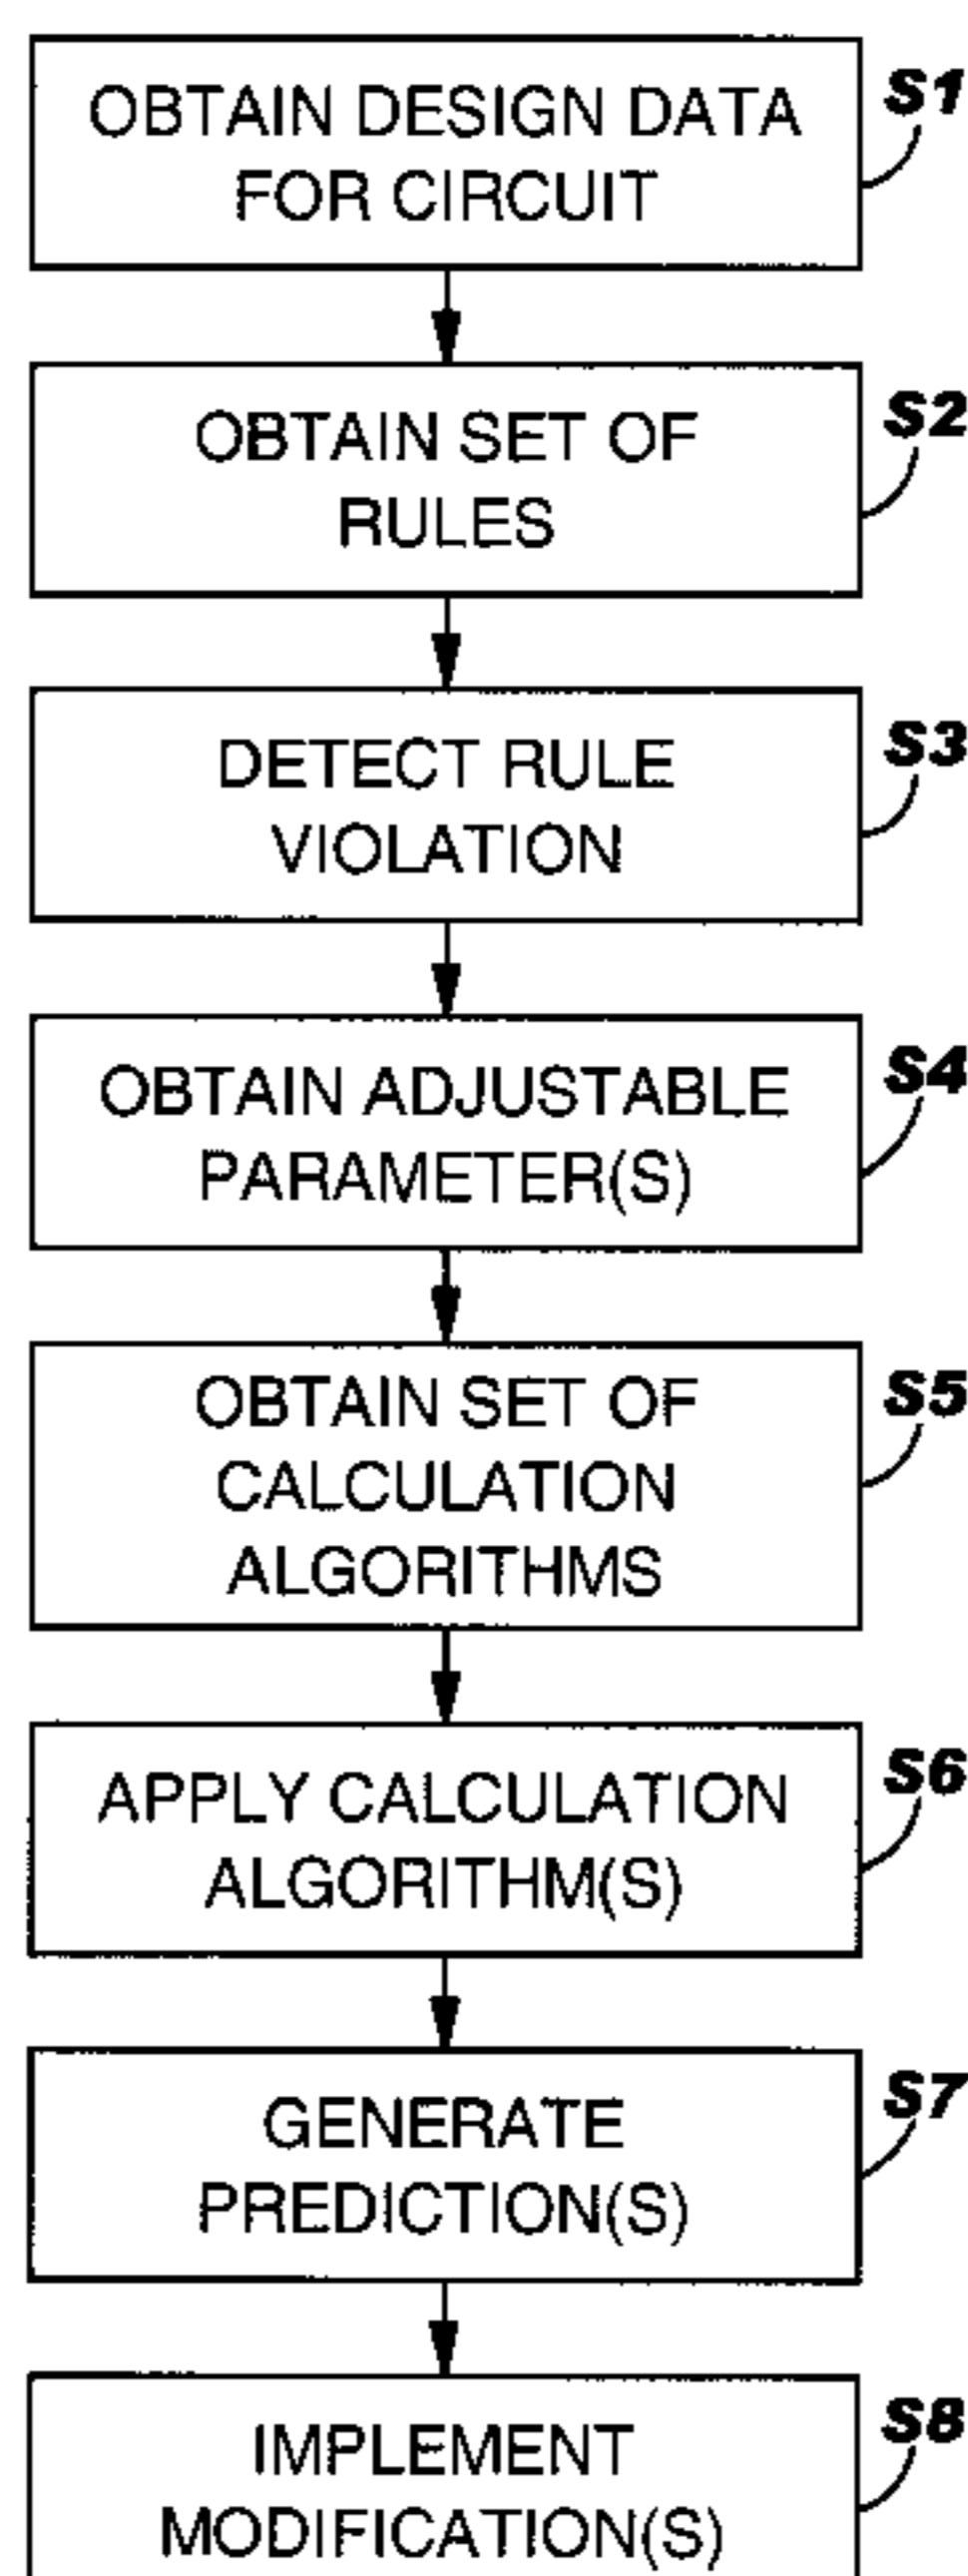 OBTAIN DESIGN DATA
FOR CIRCUIT
S1
OBTAIN SET OF
RULES
S2
DETECT RULE
VIOLATION
S3
OBTAIN ADJUSTABLE
PARAMETER(S)
S4
OBTAIN SET OF
CALCULATION
ALGORITHMS
S5
APPLY CALCULATION
ALGORITHM(S)
S6
GENERATE
PREDICTION(S)
S7
IMPLEMENT
MODIFICATION(S)
S8